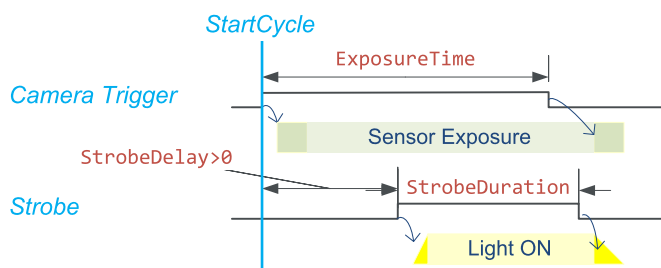 StartCycle
ExposureTime
Camera Trigger
Sensor Exposure
StrobeDelay>0
StrobeDuration
Strobe
Light ON